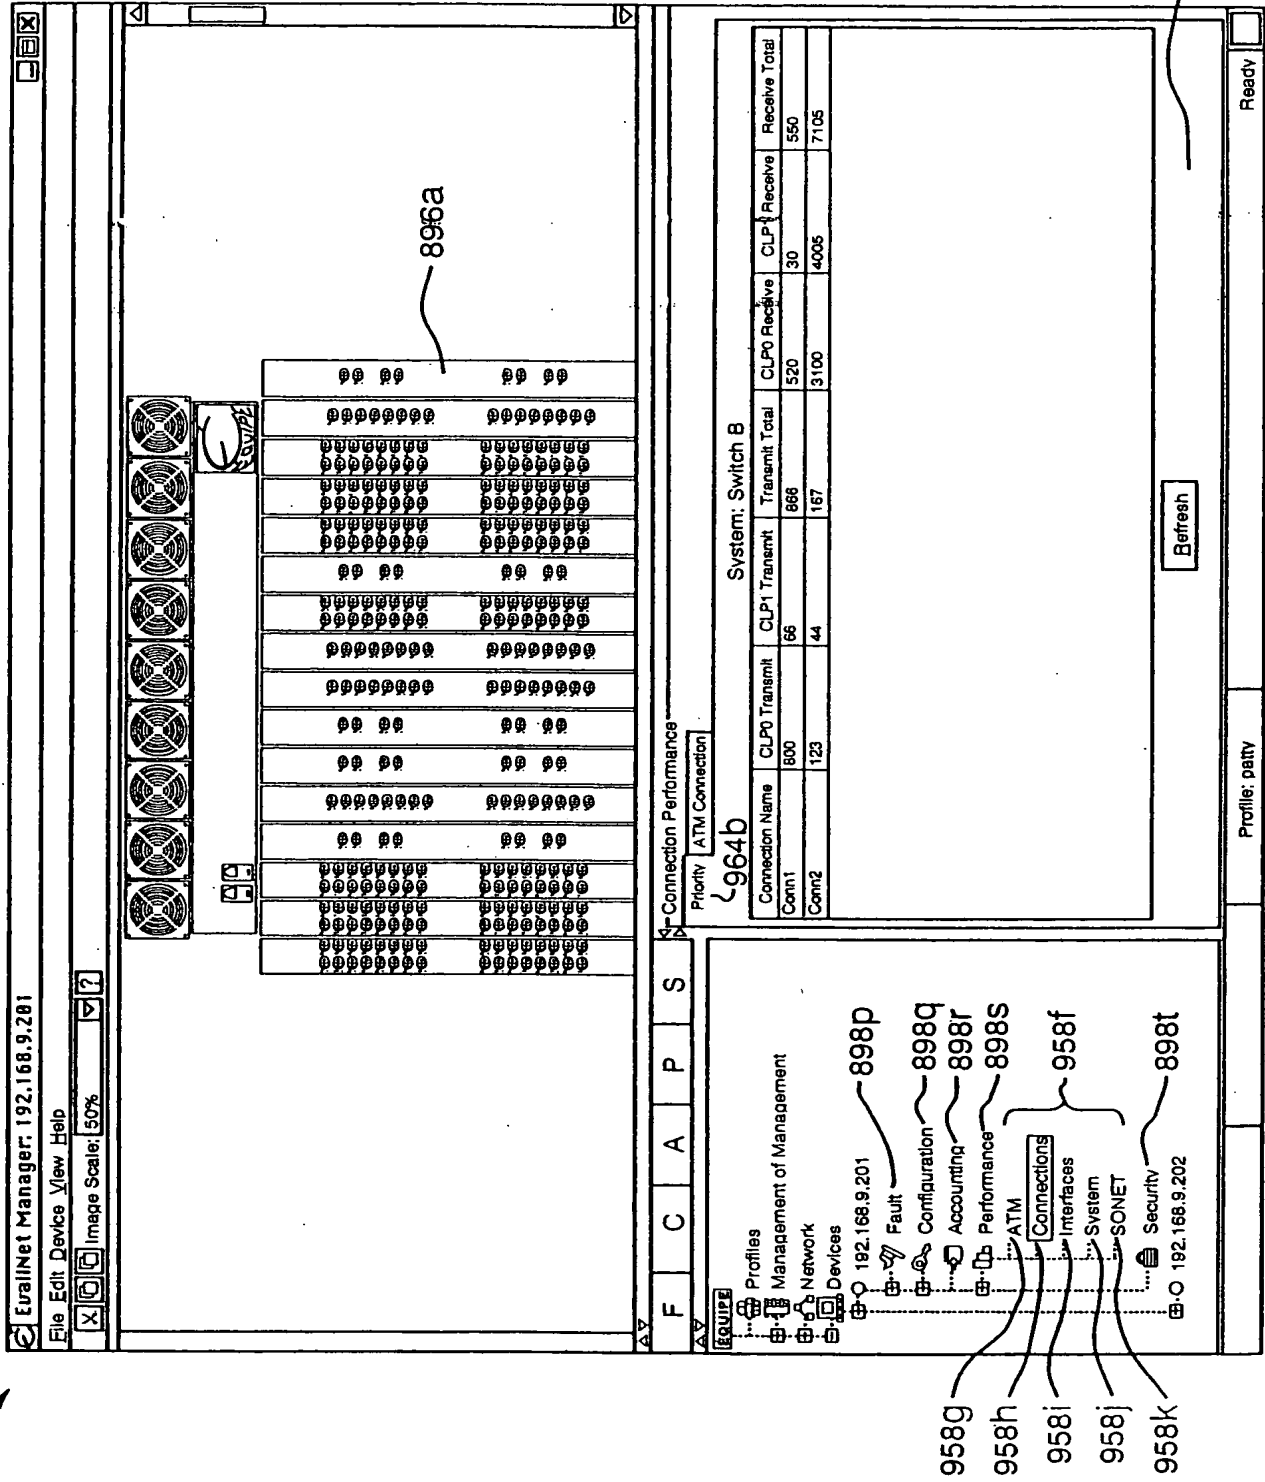 EvaliNet Manager: 192.168.9.201
File Edit Device View Help
Image Scale: 50% ?
EQUIPE
896a
F C A P S
EQUIPE
Profiles
Management of Management
Network
Devices
192.168.9.201
Fault
Configuration
Accounting
Performance
ATM
Connections
Interfaces
System
SONET
Security
192.168.9.202
898p
898q
898r
898s
958f
898t
958g
958h
958i
958j
958k
Connection Performance
Priority ATM Connection
964b
System: Switch B
Connection Name CLP0 Transmit CLP1 Transmit Transmit Total CLP0 Receive CLP1 Receive Receive Total
Conn1 800 66 866 520 30 550
Conn2 123 44 167 3100 4005 7105
Refresh
Profile: patty
Ready